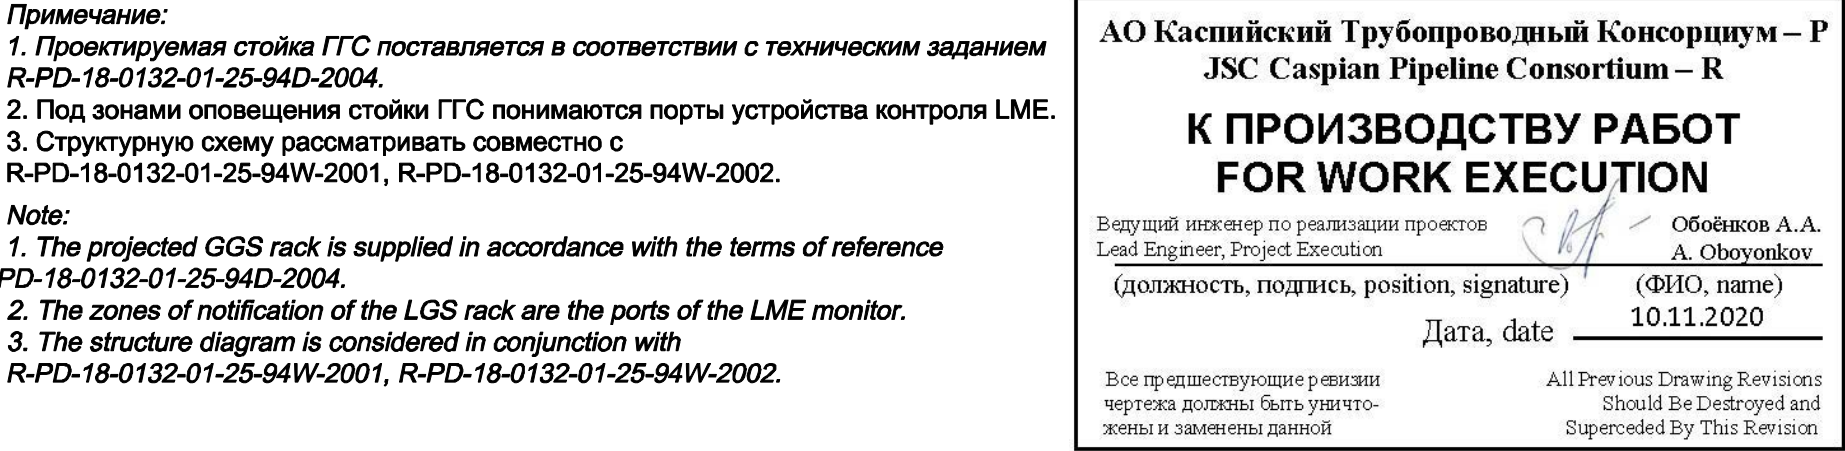 Примечание:
1. Проектируемая стойка ГГС поставляется в соответствии с техническим заданием
R-PD-18-0132-01-25-94D-2004.
2. Под зонами оповещения стойки ГГС понимаются порты устройства контроля LME.
3. Структурную схему рассматривать совместно с
R-PD-18-0132-01-25-94W-2001, R-PD-18-0132-01-25-94W-2002.
Note:
1. The projected GGS rack is supplied in accordance with the terms of reference
PD-18-0132-01-25-94D-2004.
2. The zones of notification of the LGS rack are the ports of the LME monitor.
3. The structure diagram is considered in conjunction with
R-PD-18-0132-01-25-94W-2001, R-PD-18-0132-01-25-94W-2002.
АО Каспийский Трубопроводный Консорциум – Р
JSC Caspian Pipeline Consortium – R
К ПРОИЗВОДСТВУ РАБОТ
FOR WORK EXECUTION
Ведущий инженер по реализации проектов
Lead Engineer, Project Execution
Обоёнков А.А.
A. Oboyonkov
(должность, подпись, position, signature) (ФИО, name)
Дата, date 10.11.2020
Все предшествующие ревизии
чертежа должны быть уничто-
жены и заменены данной
All Previous Drawing Revisions
Should Be Destroyed and
Superceded By This Revision